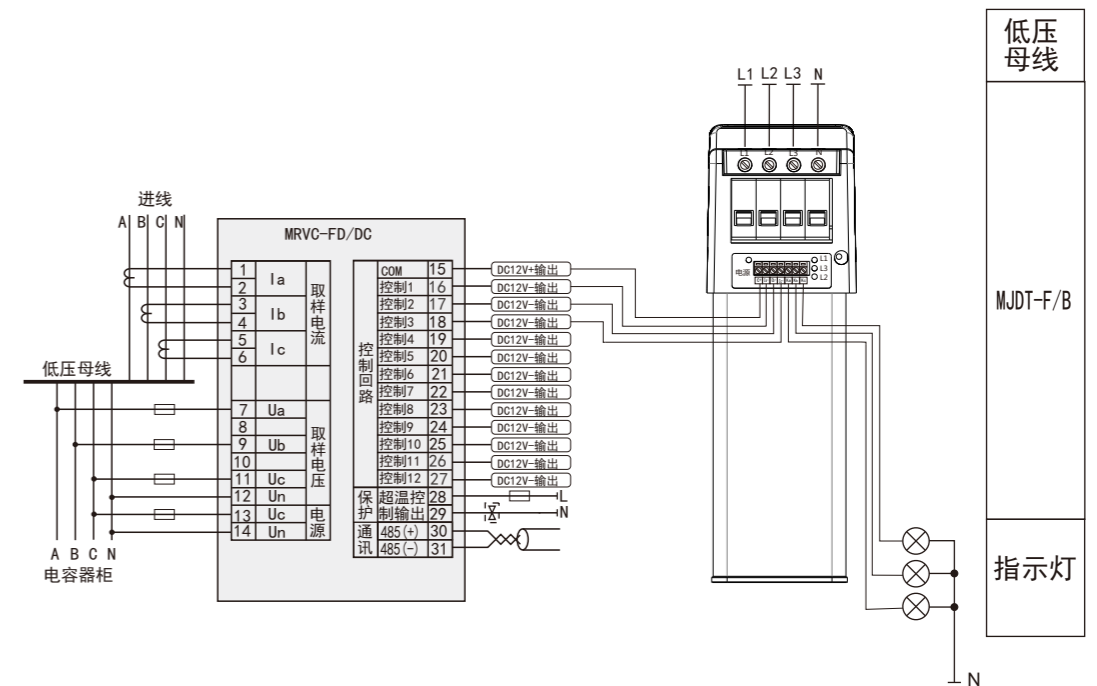 低压
母线
L1 L2 L3 N
L1 L2 L3 N
进线
A B C N
MRVC-FD/DC
MJDT-F/B
电源
L1
L3
L2
1 Ia 取样电流
2
3 Ib
4
5 Ic
6
7 Ua 取样电压
8
9 Ub
10
11 Uc
12 Un
13 Uc 电源
14 Un
控制回路
COM 15 DC12V+输出
控制1 16 DC12V-输出
控制2 17 DC12V-输出
控制3 18 DC12V-输出
控制4 19 DC12V-输出
控制5 20 DC12V-输出
控制6 21 DC12V-输出
控制7 22 DC12V-输出
控制8 23 DC12V-输出
控制9 24 DC12V-输出
控制10 25 DC12V-输出
控制11 26 DC12V-输出
控制12 27 DC12V-输出
保护 超温控 28 L
制输出 29 N
通讯 485(+) 30
485(-) 31
低压母线
A B C N
电容器柜
指示灯
N